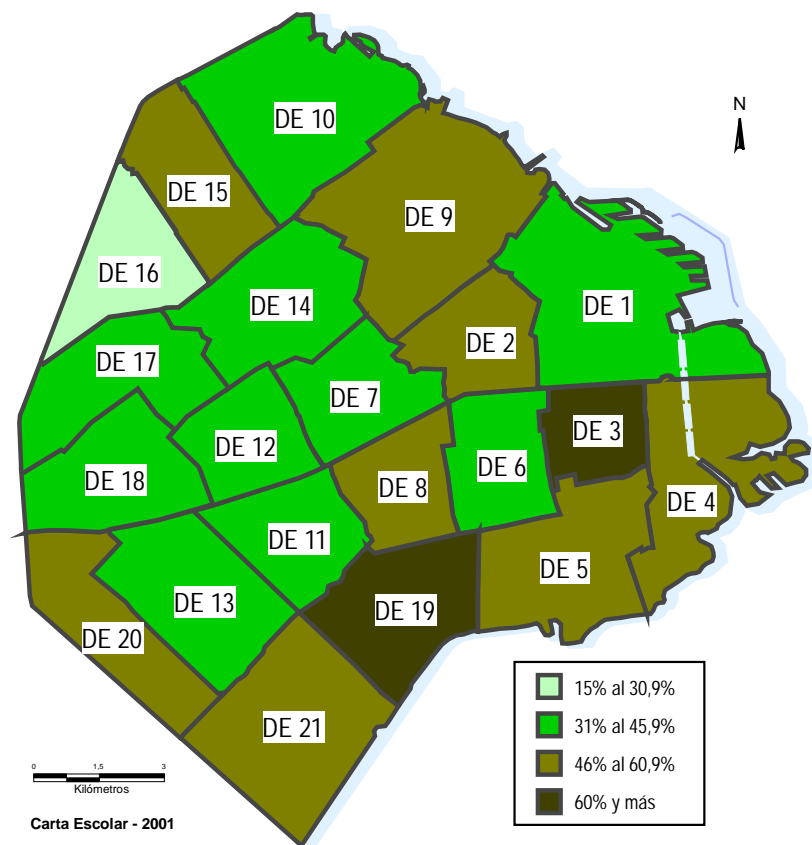 N
DE 10
DE 15
DE 9
DE 16
DE 1
DE 14
DE 2
DE 17
DE 7
DE 3
DE 12
DE 6
DE 18
DE 8
DE 4
DE 11
DE 5
DE 13
DE 19
DE 20
DE 21
15% al 30,9%
31% al 45,9%
46% al 60,9%
60% y más
0 1,5 3
Kilómetros
Carta Escolar - 2001